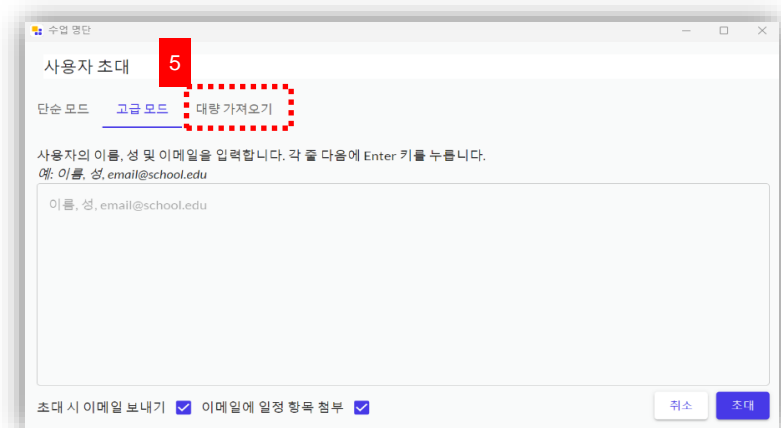 수업 명단
사용자 초대
5
단순 모드 고급 모드 대량 가져오기
사용자의 이름, 성 및 이메일을 입력합니다. 각 줄 다음에 Enter 키를 누릅니다.
예: 이름, 성, email@school.edu
이름, 성, email@school.edu
초대 시 이메일 보내기 이메일에 일정 항목 첨부
취소 초대